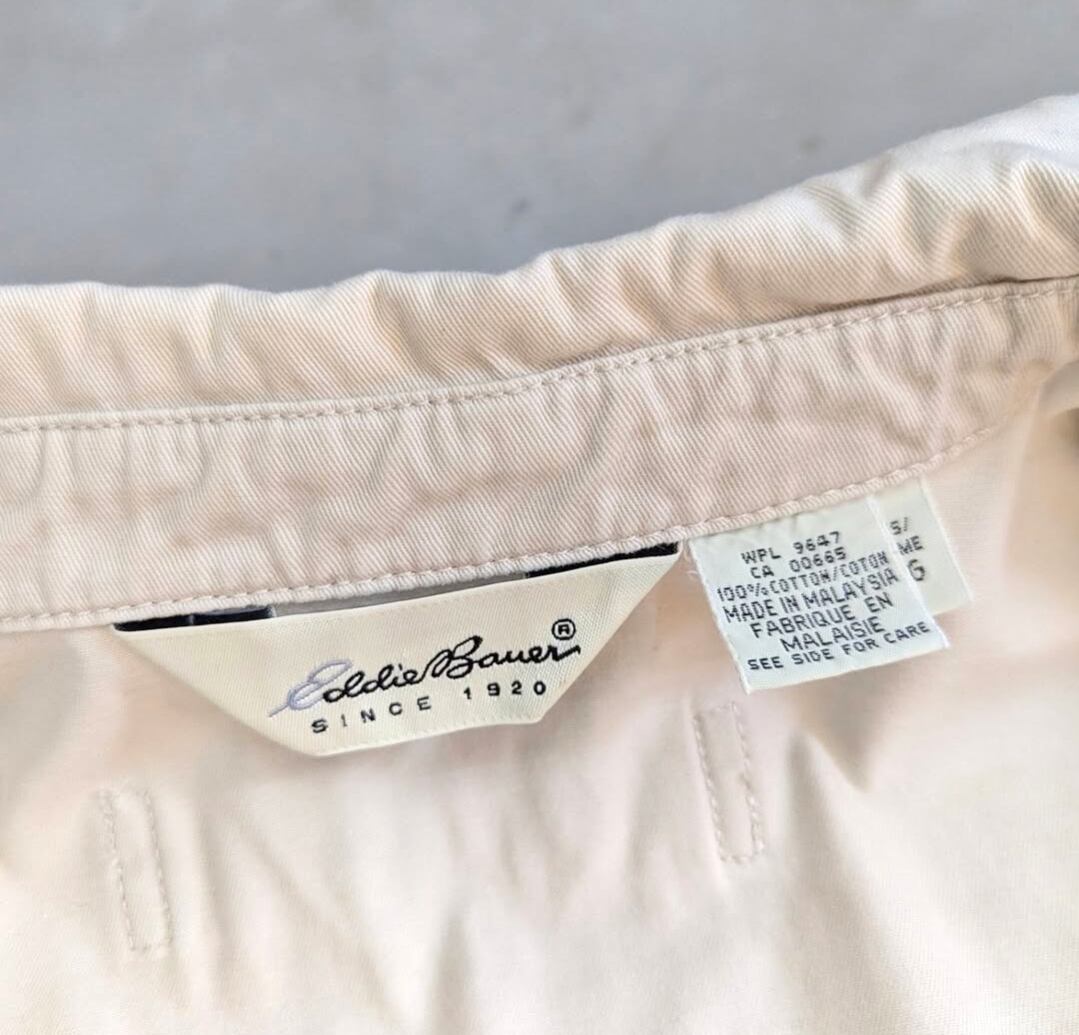 Eddie Bauer®
SINCE 1920
WPL 9647
CA 00665
100% COTTON/COTON
MADE IN MALAYSIA
FABRIQUE EN
MALAISIE
SEE SIDE FOR CARE
S/
ME
G